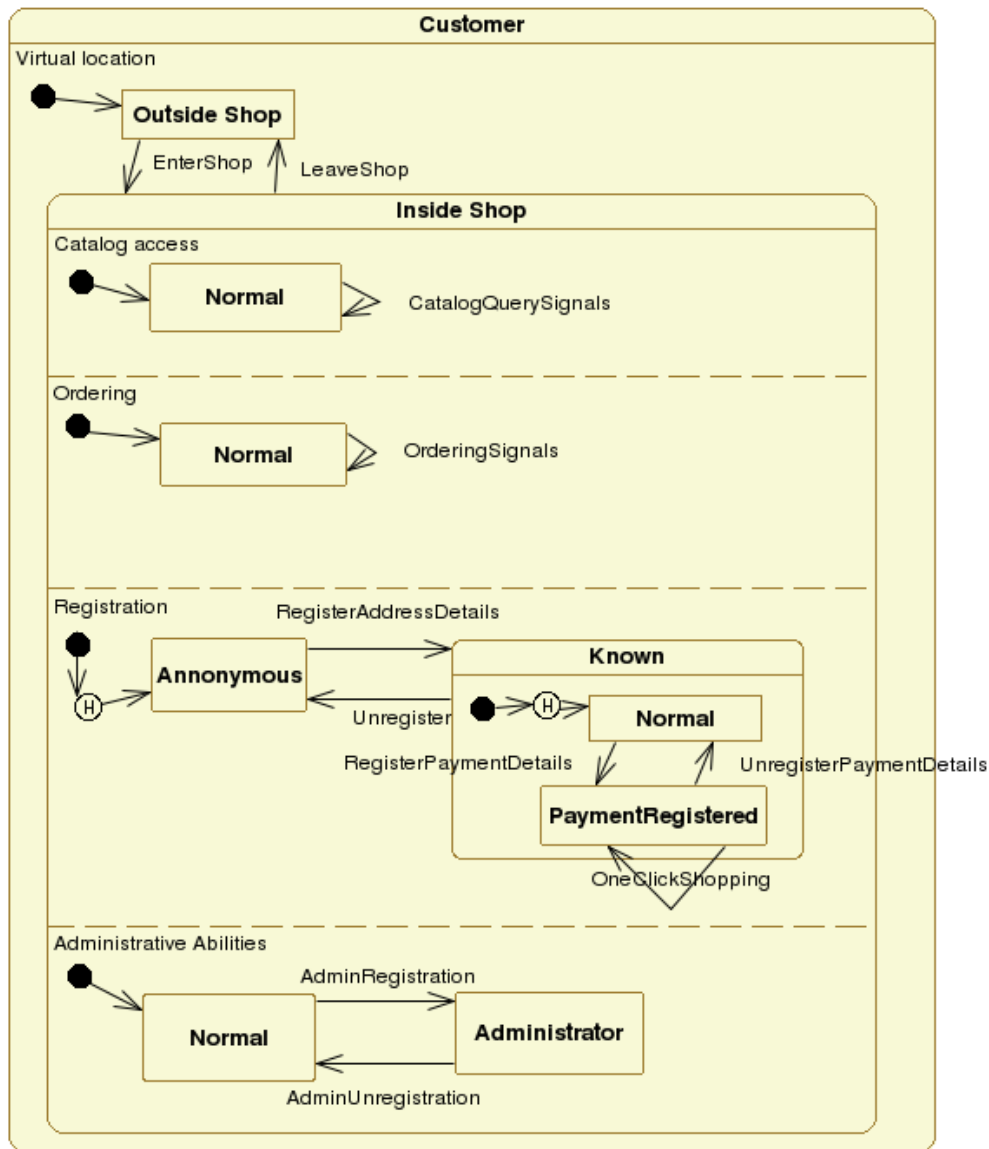 Customer
Virtual location
Outside Shop
EnterShop
LeaveShop
Inside Shop
Catalog access
Normal
CatalogQuerySignals
Ordering
Normal
OrderingSignals
Registration
RegisterAddressDetails
Annonymous
Known
H
H
Normal
Unregister
RegisterPaymentDetails
UnregisterPaymentDetails
PaymentRegistered
OneClickShopping
Administrative Abilities
AdminRegistration
Normal
Administrator
AdminUnregistration